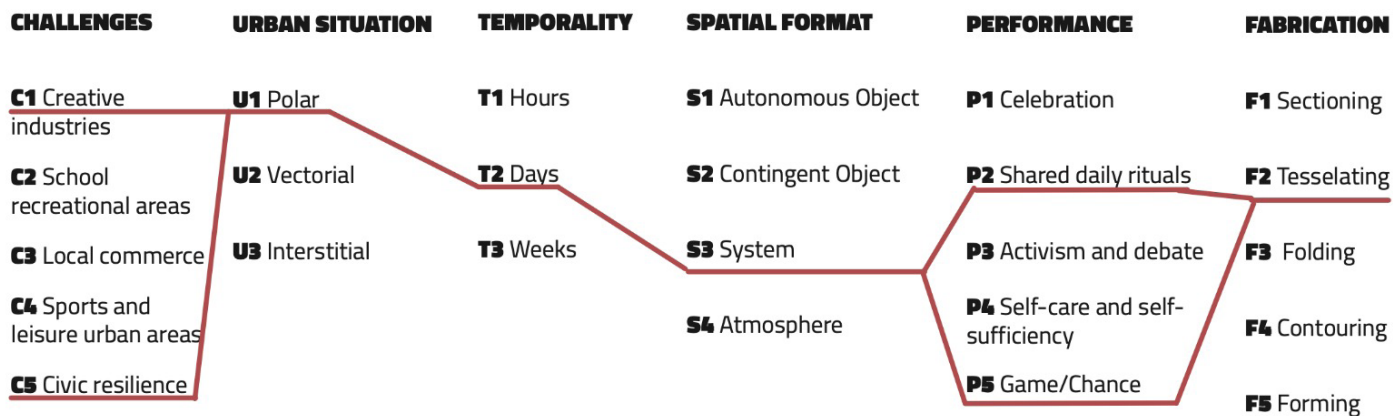 CHALLENGES
C1 Creative
industries
C2 School
recreational areas
C3 Local commerce
C4 Sports and
leisure urban areas
C5 Civic resilience
URBAN SITUATION
U1 Polar
U2 Vectorial
U3 Interstitial
TEMPORALITY
T1 Hours
T2 Days
T3 Weeks
SPATIAL FORMAT
S1 Autonomous Object
S2 Contingent Object
S3 System
S4 Atmosphere
PERFORMANCE
P1 Celebration
P2 Shared daily rituals
P3 Activism and debate
P4 Self-care and self-
sufficiency
P5 Game/Chance
FABRICATION
F1 Sectioning
F2 Tesselating
F3 Folding
F4 Contouring
F5 Forming